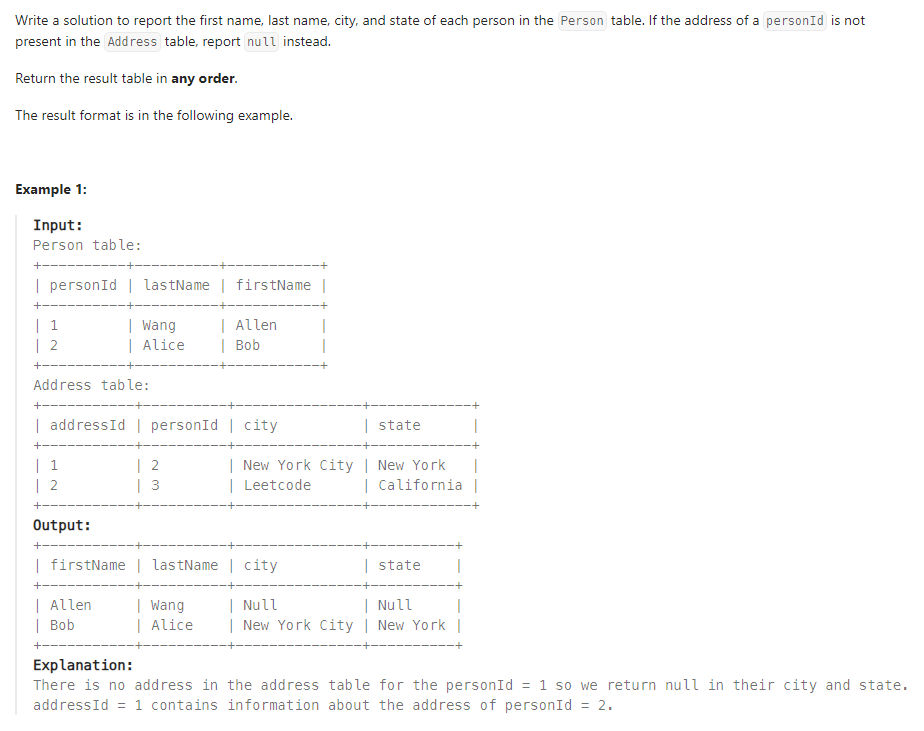 Write a solution to report the first name, last name, city, and state of each person in the Person table. If the address of a personId is not
present in the Address table, report null instead.
Return the result table in any order.
The result format is in the following example.
Example 1:
Input:
Person table:
+----------+----------+-----------+
| personId | lastName | firstName |
+----------+----------+-----------+
| 1        | Wang     | Allen     |
| 2        | Alice    | Bob       |
+----------+----------+-----------+
Address table:
+-----------+----------+---------------+------------+
| addressId | personId | city          | state      |
+-----------+----------+---------------+------------+
| 1         | 2        | New York City | New York   |
| 2         | 3        | Leetcode      | California |
+-----------+----------+---------------+------------+
Output:
+-----------+----------+---------------+----------+
| firstName | lastName | city          | state    |
+-----------+----------+---------------+----------+
| Allen     | Wang     | Null          | Null     |
| Bob       | Alice    | New York City | New York |
+-----------+----------+---------------+----------+
Explanation:
There is no address in the address table for the personId = 1 so we return null in their city and state.
addressId = 1 contains information about the address of personId = 2.